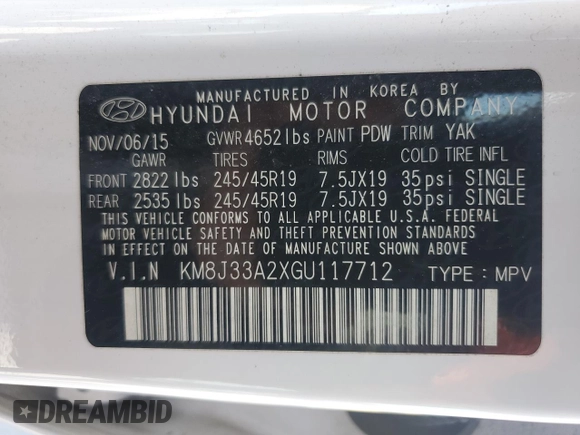 MANUFACTURED IN KOREA BY
HYUNDAI MOTOR COMPANY
NOV/06/15 GVWR 4652 lbs PAINT PDW TRIM YAK
GAWR TIRES RIMS COLD TIRE INFL
FRONT 2822 lbs 245/45R19 7.5JX19 35psi SINGLE
REAR 2535 lbs 245/45R19 7.5JX19 35psi SINGLE
THIS VEHICLE CONFORMS TO ALL APPLICABLE U.S.A. FEDERAL
MOTOR VEHICLE SAFETY BUMPER, AND THEFT PREVENTION STANDARDS
IN EFFECT ON THE DATE OF MANUFACTURE SHOWN ABOVE.
V.I.N KM8J33A2XGU117712 TYPE : MPV
DREAMBID